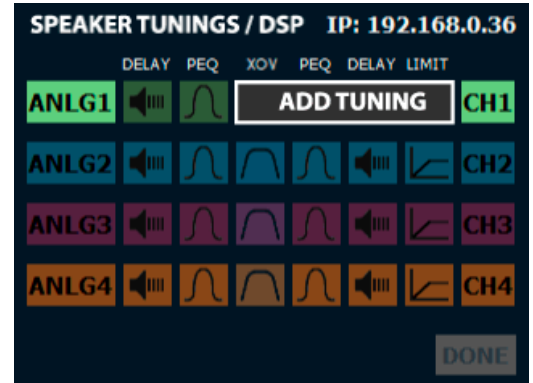 SPEAKER TUNINGS / DSP IP: 192.168.0.36
DELAY PEQ XOV PEQ DELAY LIMIT
ANLG1 ADD TUNING CH1
ANLG2 CH2
ANLG3 CH3
ANLG4 CH4
DONE